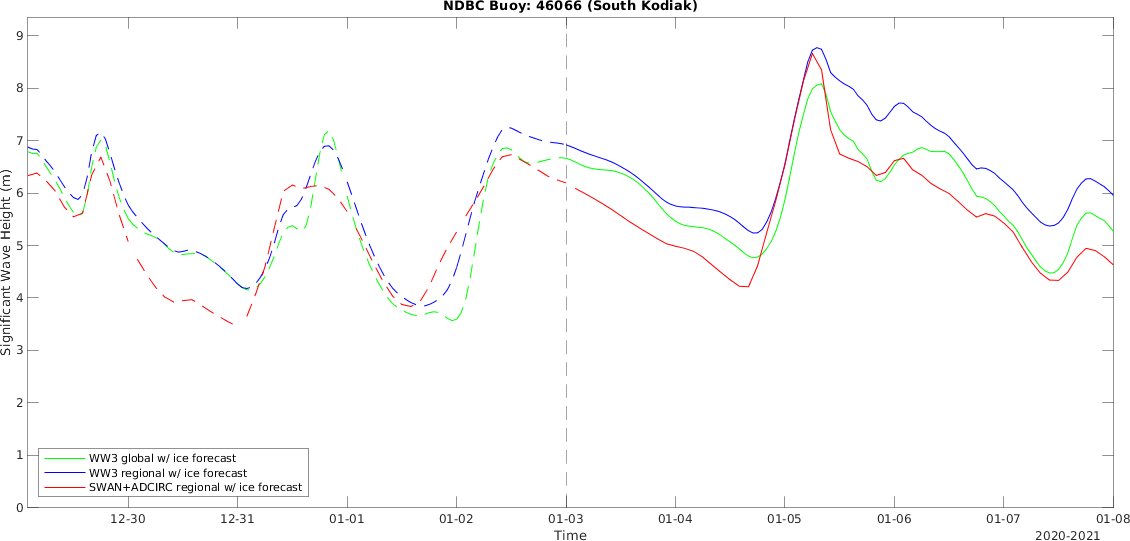 NDBC Buoy: 46066 (South Kodiak)
Significant Wave Height (m)
9
8
7
6
5
4
3
2
1
0
WW3 global w/ ice forecast
WW3 regional w/ ice forecast
SWAN+ADCIRC regional w/ ice forecast
12-30 12-31 01-01 01-02 01-03 01-04 01-05 01-06 01-07 01-08
Time
2020-2021